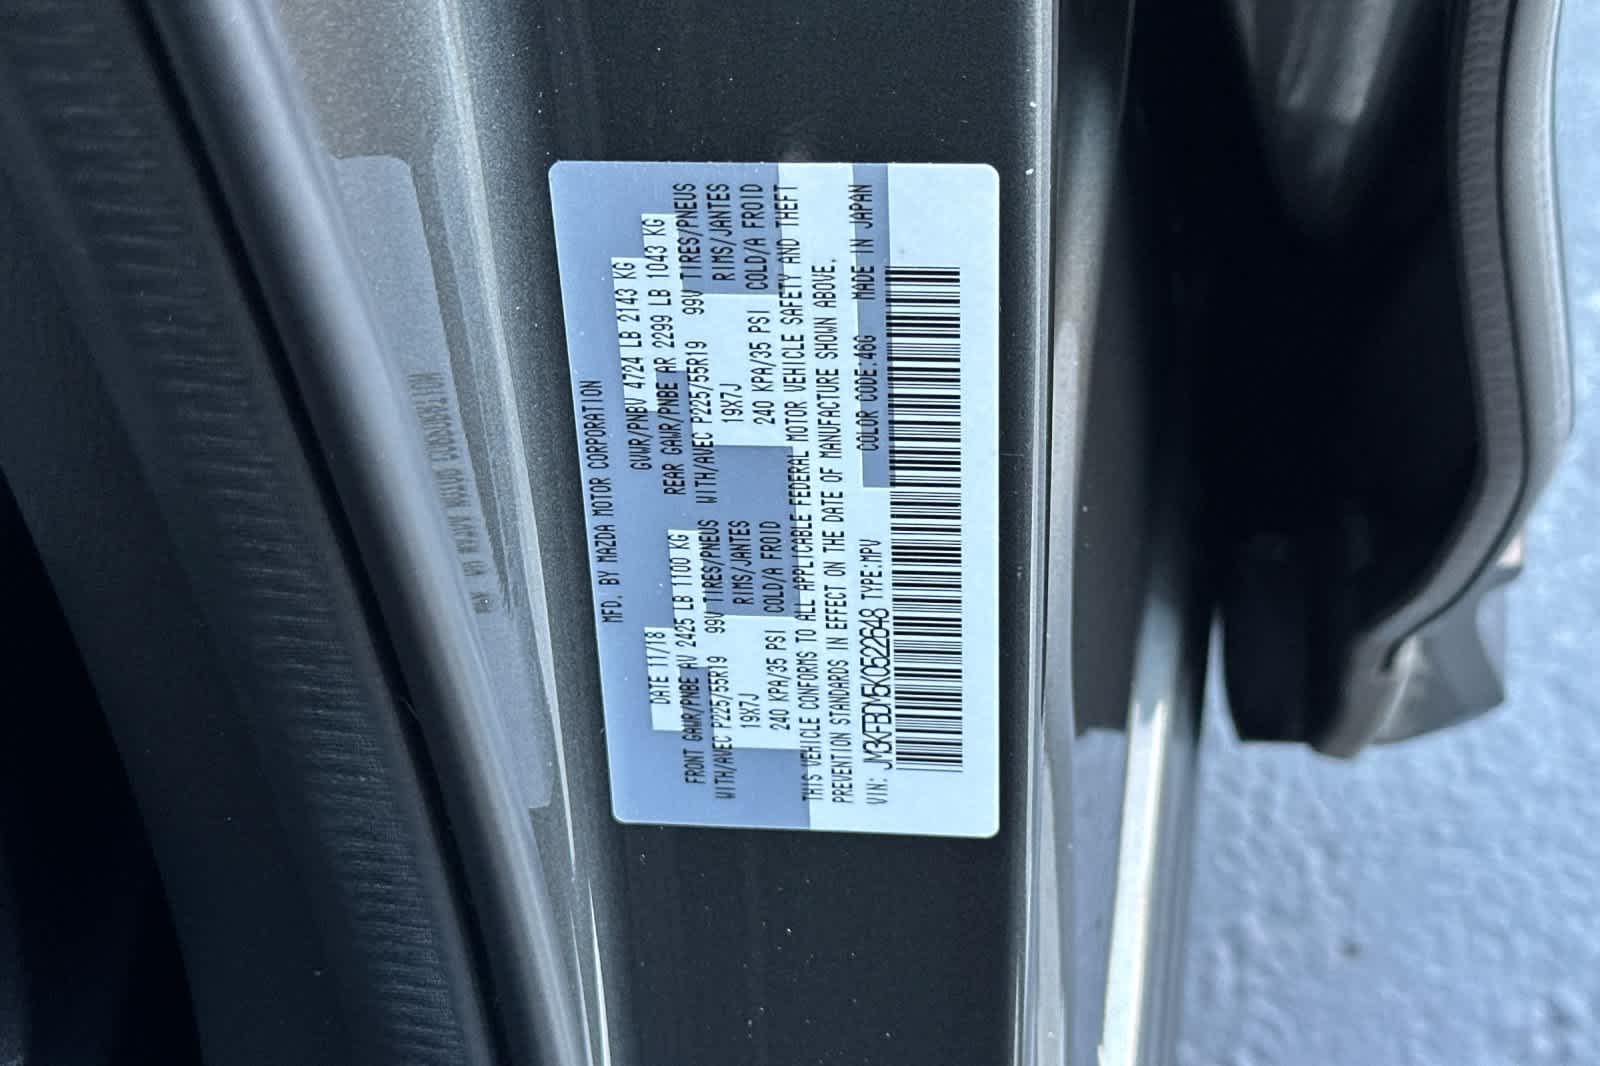 MFD. BY MAZDA MOTOR CORPORATION
DATE 11/18 GVWR/PNBV 4724 LB 2143 KG
FRONT GAWR/PNBE AV 2425 LB 1100 KG REAR GAWR/PNBE AR 2299 LB 1043 KG
WITH/AVEC P225/55R19 99V TIRES/PNEUS WITH/AVEC P225/55R19 99V TIRES/PNEUS
19X7J RIMS/JANTES 19X7J RIMS/JANTES
240 KPA/35 PSI COLD/A FROID 240 KPA/35 PSI COLD/A FROID
THIS VEHICLE CONFORMS TO ALL APPLICABLE FEDERAL MOTOR VEHICLE SAFETY AND THEFT
PREVENTION STANDARDS IN EFFECT ON THE DATE OF MANUFACTURE SHOWN ABOVE.
VIN: JM3KFBDM5K0522648 TYPE:MPV COLOR CODE:46G MADE IN JAPAN